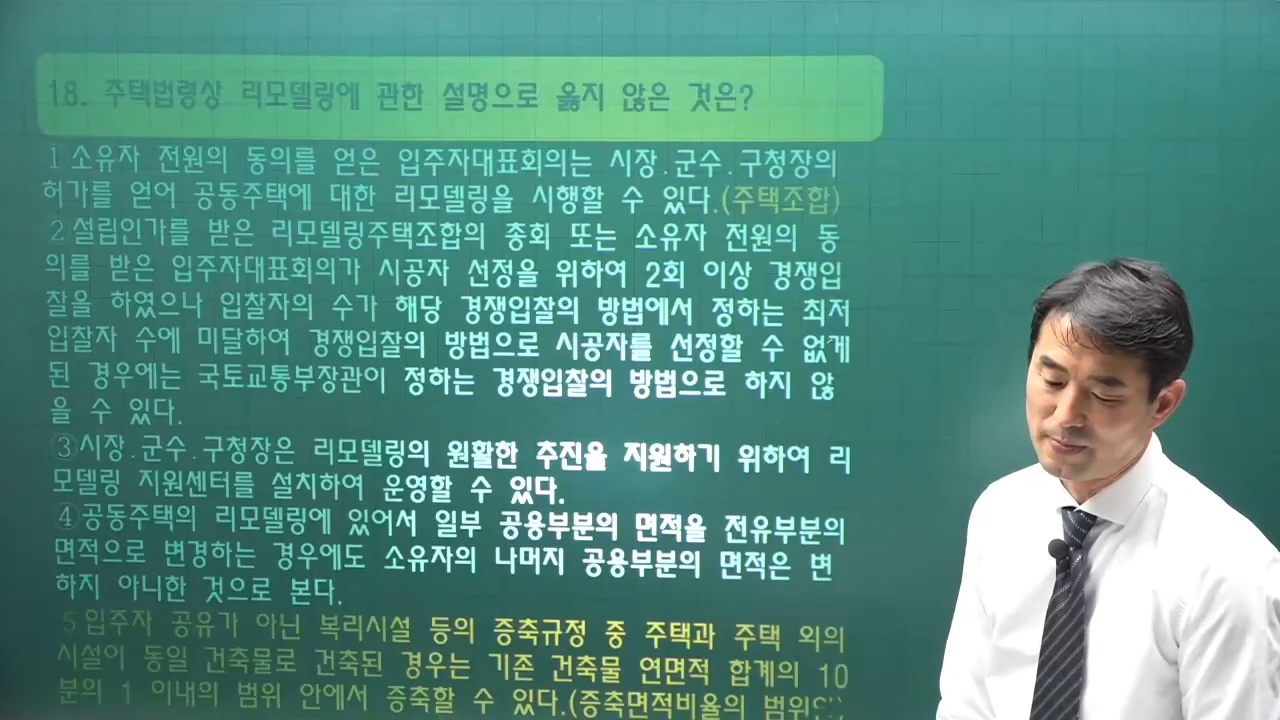 18. 주택법령상 리모델링에 관한 설명으로 옳지 않은 것은?
①소유자 전원의 동의를 얻은 입주자대표회의는 시장.군수.구청장의
허가를 얻어 공동주택에 대한 리모델링을 시행할 수 있다.(주택조합)
②설립인가를 받은 리모델링주택조합의 총회 또는 소유자 전원의 동
의를 받은 입주자대표회의가 시공자 선정을 위하여 2회 이상 경쟁입
찰을 하였으나 입찰자의 수가 해당 경쟁입찰의 방법에서 정하는 최저
입찰자 수에 미달하여 경쟁입찰의 방법으로 시공자를 선정할 수 없게
된 경우에는 국토교통부장관이 정하는 경쟁입찰의 방법으로 하지 않
을 수 있다.
③시장.군수.구청장은 리모델링의 원활한 추진을 지원하기 위하여 리
모델링 지원센터를 설치하여 운영할 수 있다.
④공동주택의 리모델링에 있어서 일부 공용부분의 면적을 전유부분의
면적으로 변경하는 경우에도 소유자의 나머지 공용부분의 면적은 변
하지 아니한 것으로 본다.
⑤입주자 공유가 아닌 복리시설 등의 증축규정 중 주택과 주택 외의
시설이 동일 건축물로 건축된 경우는 기존 건축물 연면적 합계의 10
분의 1 이내의 범위 안에서 증축할 수 있다.(증축면적비율의 범위